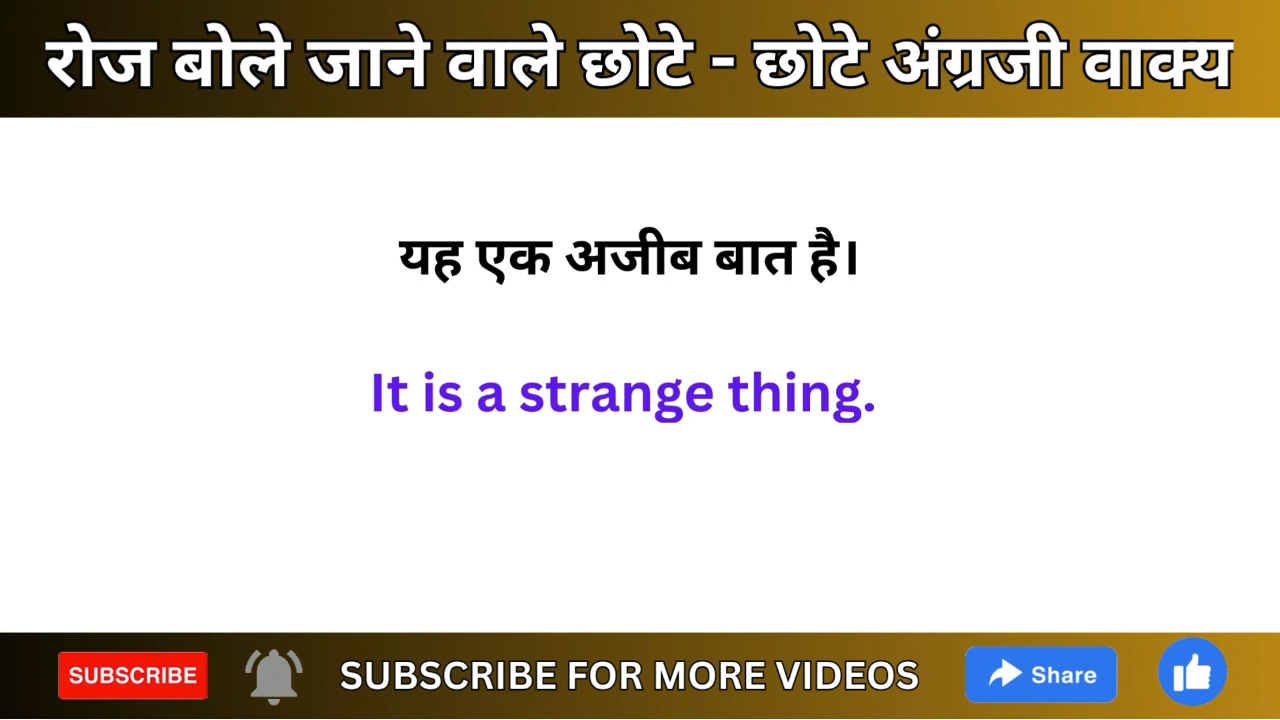 रोज बोले जाने वाले छोटे - छोटे अंग्रजी वाक्य
यह एक अजीब बात है।
It is a strange thing.
SUBSCRIBE
SUBSCRIBE FOR MORE VIDEOS
Share